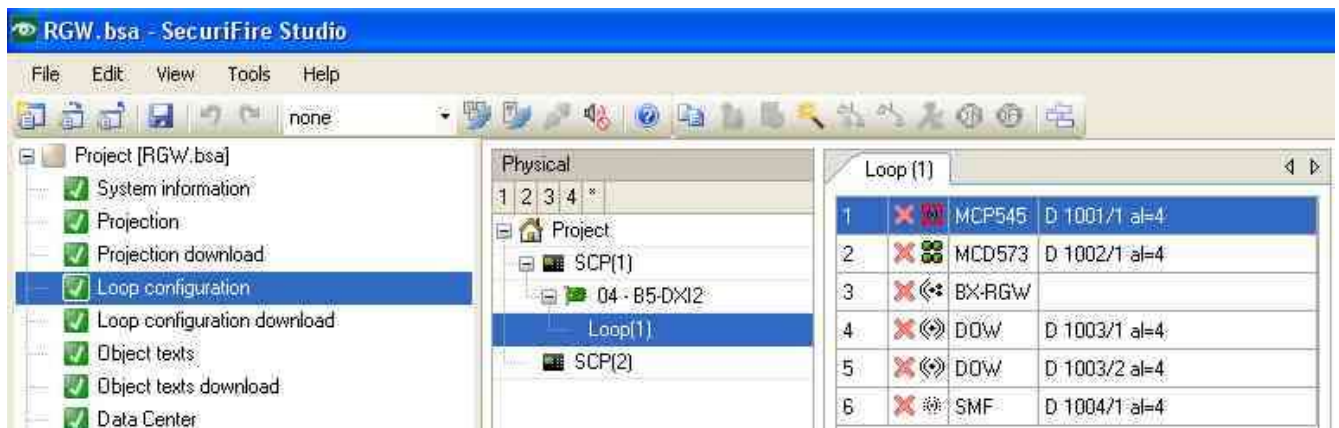 RGW.bsa - SecuriFire Studio
File Edit View Tools Help
none
Project [RGW.bsa]
System information
Projection
Projection download
Loop configuration
Loop configuration download
Object texts
Object texts download
Data Center
Physical
1 2 3 4 *
Project
SCP(1)
04 - B5-DXI2
Loop(1)
SCP(2)
Loop (1)
1 MCP545 D 1001/1 al=4
2 MCD573 D 1002/1 al=4
3 BX-RGW
4 DOW D 1003/1 al=4
5 DOW D 1003/2 al=4
6 SMF D 1004/1 al=4